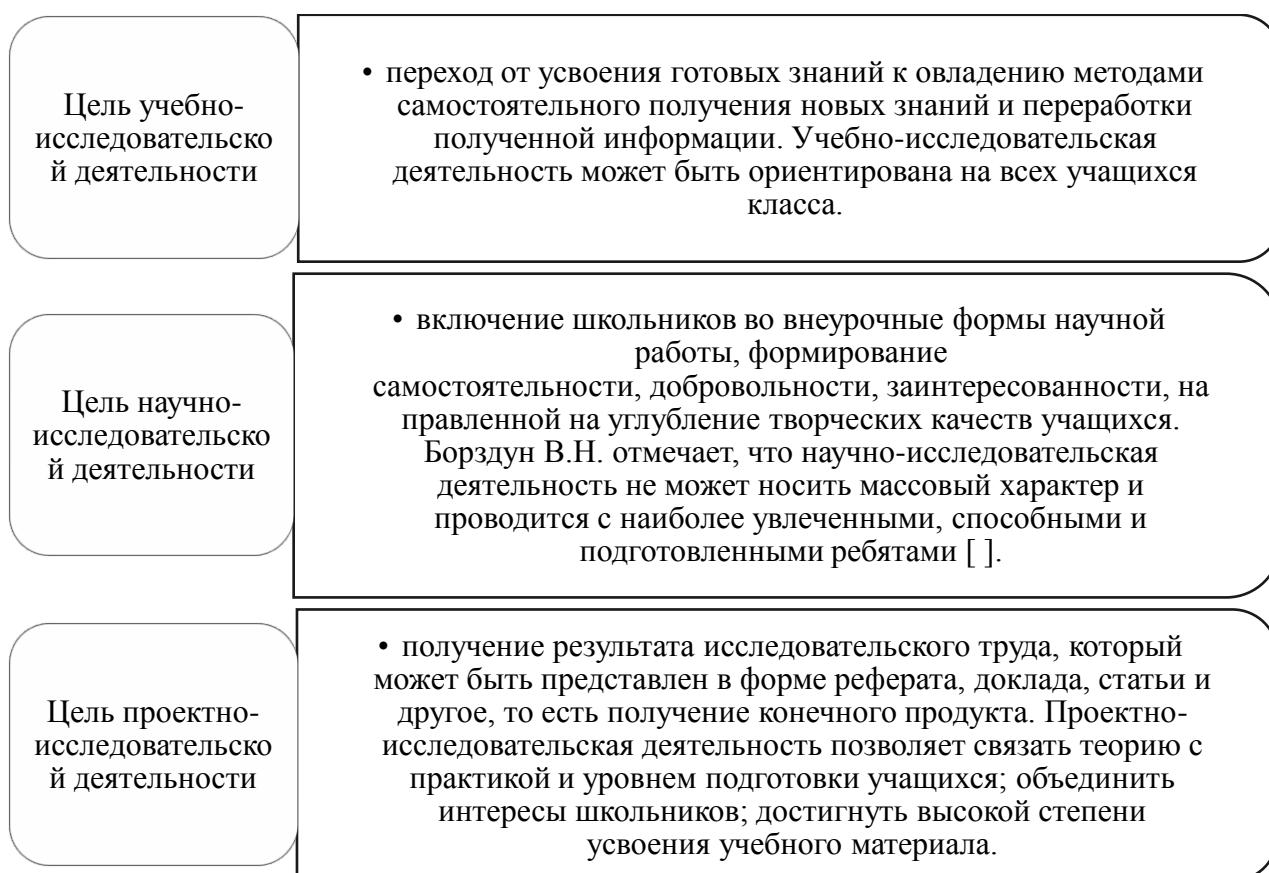 Цель учебно-
исследовательско
й деятельности
• переход от усвоения готовых знаний к овладению методами
самостоятельного получения новых знаний и переработки
полученной информации. Учебно-исследовательская
деятельность может быть ориентирована на всех учащихся
класса.
Цель научно-
исследовательско
й деятельности
• включение школьников во внеурочные формы научной
работы, формирование
самостоятельности, добровольности, заинтересованности, на
правленной на углубление творческих качеств учащихся.
Борздун В.Н. отмечает, что научно-исследовательская
деятельность не может носить массовый характер и
проводится с наиболее увлеченными, способными и
подготовленными ребятами [ ].
Цель проектно-
исследовательско
й деятельности
• получение результата исследовательского труда, который
может быть представлен в форме реферата, доклада, статьи и
другое, то есть получение конечного продукта. Проектно-
исследовательская деятельность позволяет связать теорию с
практикой и уровнем подготовки учащихся; объединить
интересы школьников; достигнуть высокой степени
усвоения учебного материала.